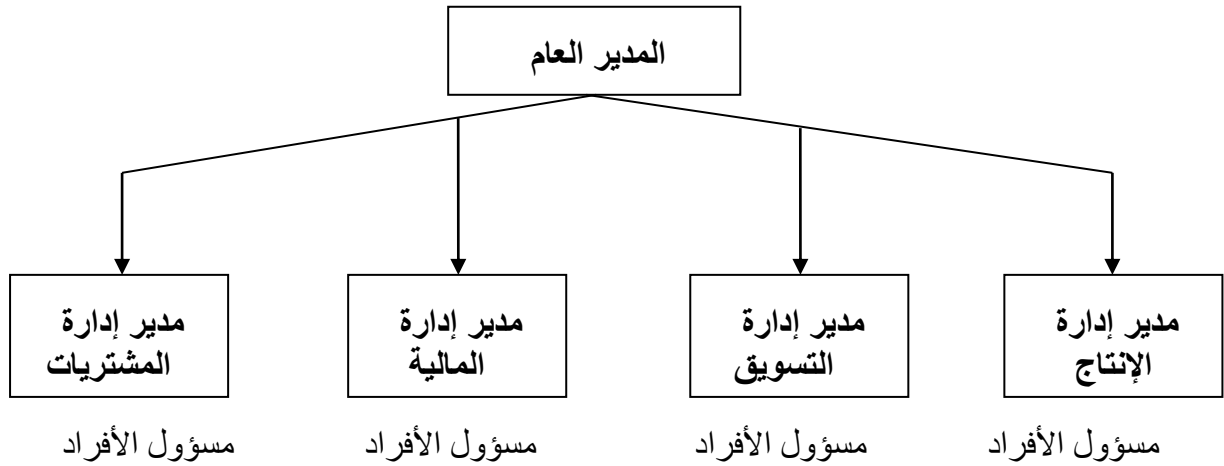 المدير العام
مدير إدارة
الإنتاج
مدير إدارة
التسويق
مدير إدارة
المالية
مدير إدارة
المشتريات
مسؤول الأفراد
مسؤول الأفراد
مسؤول الأفراد
مسؤول الأفراد